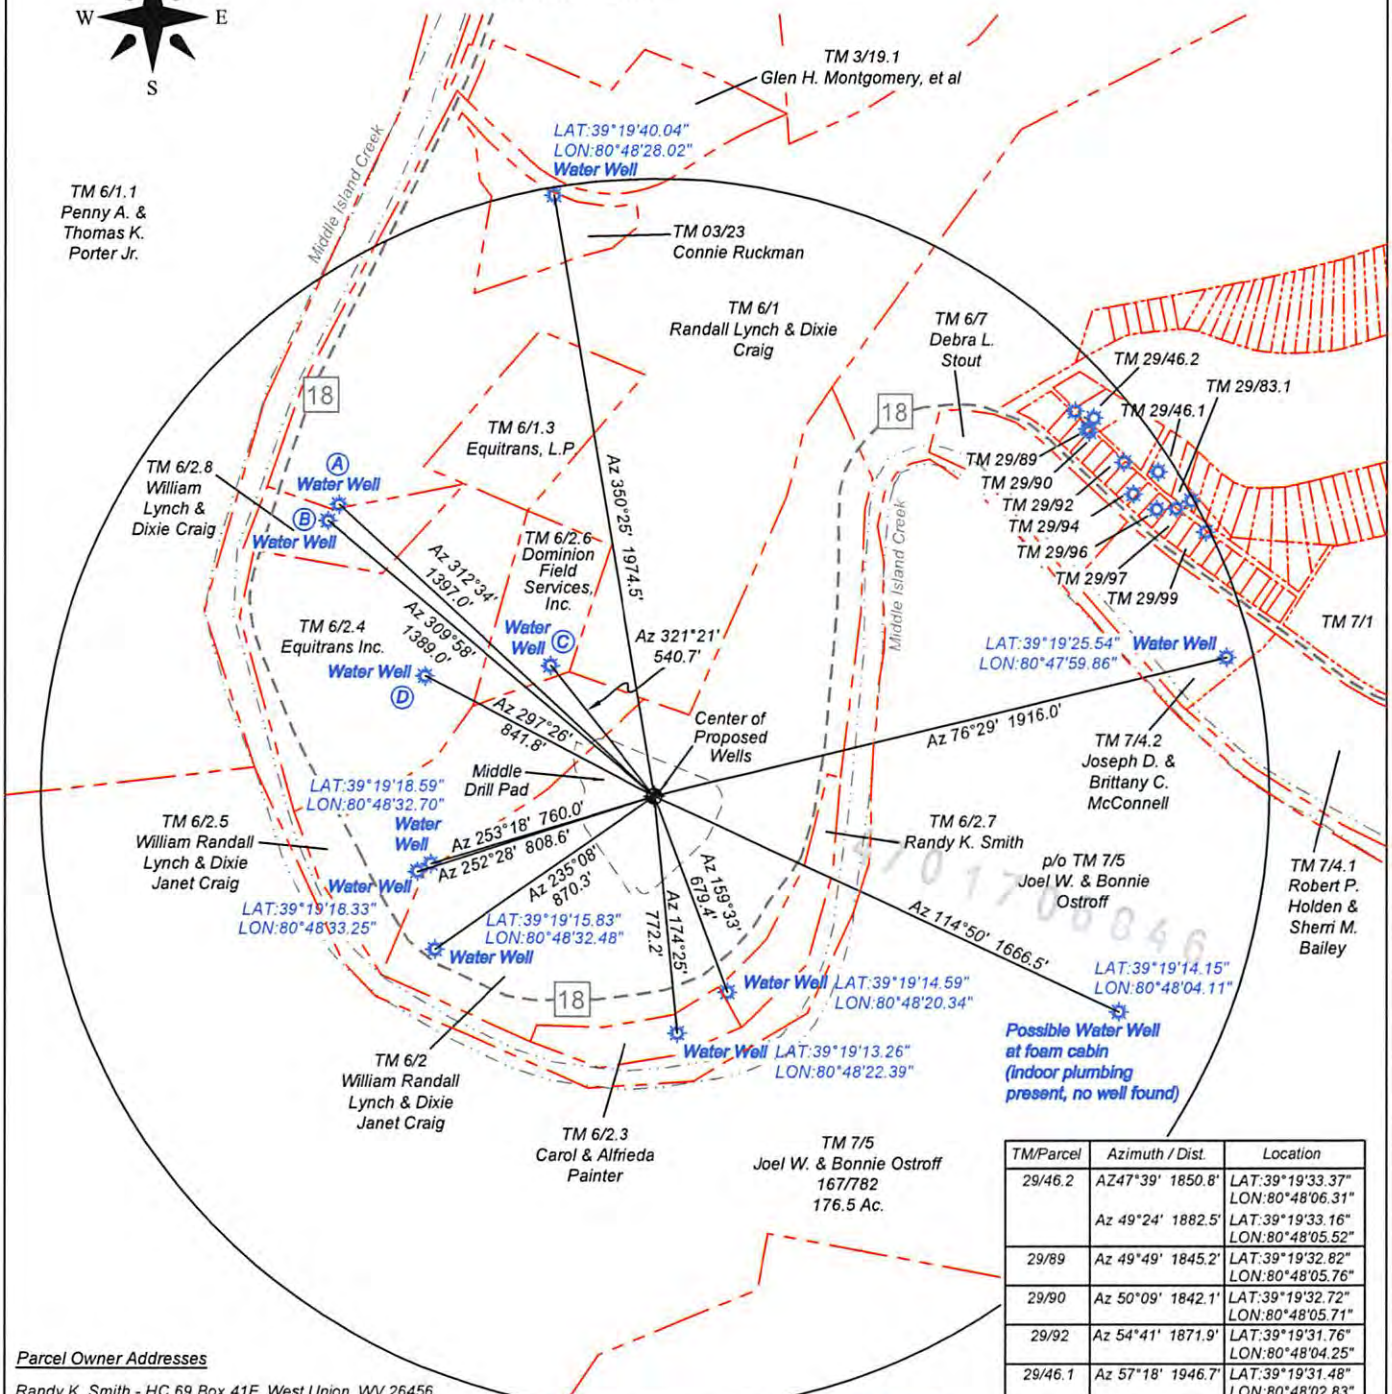 W
E
S
TM 3/19.1
Glen H. Montgomery, et al
LAT:39°19'40.04"
LON:80°48'28.02"
Water Well
Middle Island Creek
TM 6/1.1
Penny A. &
Thomas K.
Porter Jr.
TM 03/23
Connie Ruckman
TM 6/1
Randall Lynch & Dixie
Craig
TM 6/7
Debra L.
Stout
TM 29/46.2
TM 29/83.1
TM 29/46.1
18
18
TM 6/1.3
Equitrans, L.P
TM 29/89
TM 29/90
TM 29/92
TM 29/94
TM 29/96
TM 29/97
TM 29/99
TM 6/2.8
William
Lynch &
Dixie Craig
A
Water Well
B
Water Well
Az 350°25' 1974.5'
Az 312°34'
1397.0'
Az 309°58'
1389.0'
TM 6/2.6
Dominion
Field
Services,
Inc.
Middle Island Creek
TM 6/2.4
Equitrans Inc.
Water
Well
C
Az 321°21'
540.7'
Water Well
D
LAT:39°19'25.54"
LON:80°47'59.86"
Water Well
TM 7/1
Az 297°26'
841.8'
Center of
Proposed
Wells
Az 76°29' 1916.0'
TM 7/4.2
Joseph D. &
Brittany C.
McConnell
Middle
Drill Pad
LAT:39°19'18.59"
LON:80°48'32.70"
Water
Well
Az 253°18' 760.0'
Az 252°28' 808.6'
TM 6/2.5
William Randall
Lynch & Dixie
Janet Craig
TM 6/2.7
Randy K. Smith
4701706846
p/o TM 7/5
Joel W. & Bonnie
Ostroff
TM 7/4.1
Robert P.
Holden &
Sherri M.
Bailey
Water Well
LAT:39°19'18.33"
LON:80°48'33.25"
Az 235°08'
870.3'
Az 159°33'
679.4'
Az 174°25'
772.2'
Az 114°50' 1666.5'
LAT:39°19'15.83"
LON:80°48'32.48"
Water Well
LAT:39°19'14.15"
LON:80°48'04.11"
Water Well LAT:39°19'14.59"
LON:80°48'20.34"
18
Possible Water Well
at foam cabin
(indoor plumbing
present, no well found)
Water Well LAT:39°19'13.26"
LON:80°48'22.39"
TM 6/2
William Randall
Lynch & Dixie
Janet Craig
TM 6/2.3
Carol & Alfrieda
Painter
TM 7/5
Joel W. & Bonnie Ostroff
167/782
176.5 Ac.
TM/Parcel Azimuth / Dist. Location
29/46.2 AZ47°39' 1850.8' LAT:39°19'33.37"
LON:80°48'06.31"
Az 49°24' 1882.5' LAT:39°19'33.16"
LON:80°48'05.52"
29/89 Az 49°49' 1845.2' LAT:39°19'32.82"
LON:80°48'05.76"
29/90 Az 50°09' 1842.1' LAT:39°19'32.72"
LON:80°48'05.71"
29/92 Az 54°41' 1871.9' LAT:39°19'31.76"
LON:80°48'04.25"
29/46.1 Az 57°18' 1946.7' LAT:39°19'31.48"
LON:80°48'02.83"
Parcel Owner Addresses
Randy K. Smith - HC 69 Box 41E, West Union, WV 26456